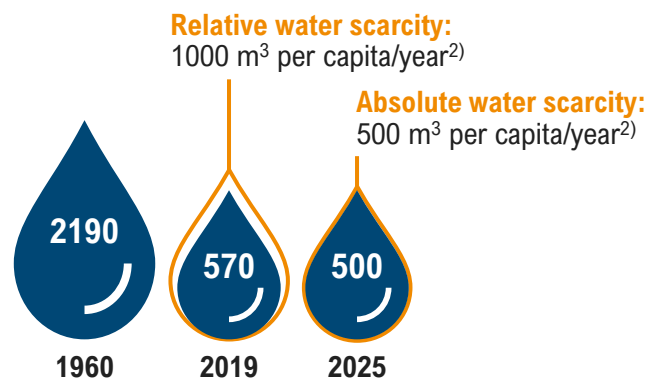 Relative water scarcity:
1000 m³ per capita/year²⁾
Absolute water scarcity:
500 m³ per capita/year²⁾
2190
570
500
1960
2019
2025